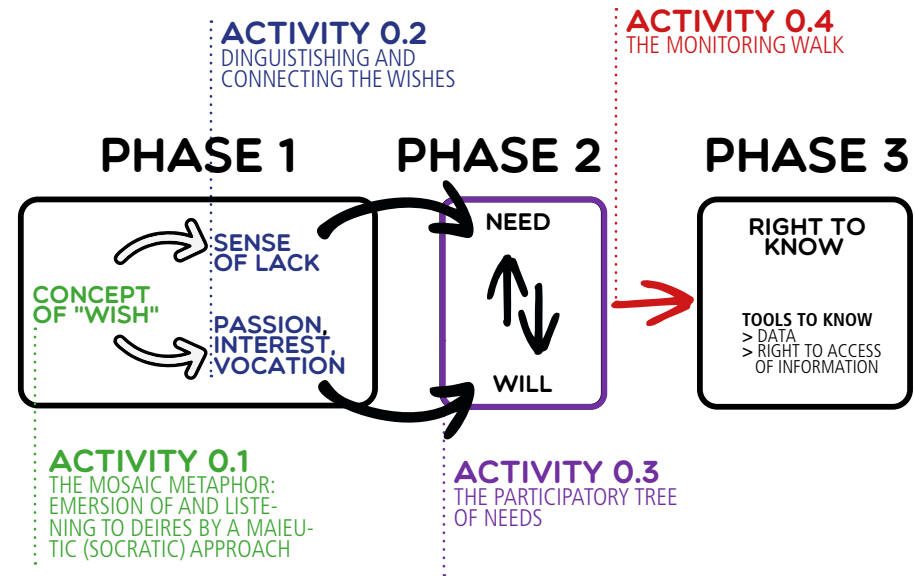 ACTIVITY 0.2
DINGUISTISHING AND
CONNECTING THE WISHES
ACTIVITY 0.4
THE MONITORING WALK
PHASE 1
PHASE 2
PHASE 3
CONCEPT
OF "WISH"
SENSE
OF LACK
PASSION,
INTEREST,
VOCATION
NEED
WILL
RIGHT TO
KNOW
TOOLS TO KNOW
> DATA
> RIGHT TO ACCESS
OF INFORMATION
ACTIVITY 0.1
THE MOSAIC METAPHOR:
EMERSION OF AND LISTE-
NING TO DEIRES BY A MAIEU-
TIC (SOCRATIC) APPROACH
ACTIVITY 0.3
THE PARTICIPATORY TREE
OF NEEDS